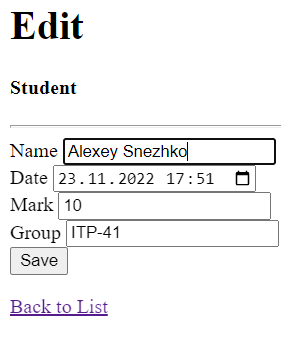 Edit
Student
Name Alexey Snezhko
Date 23.11.2022 17:51
Mark 10
Group ITP-41
Save
Back to List